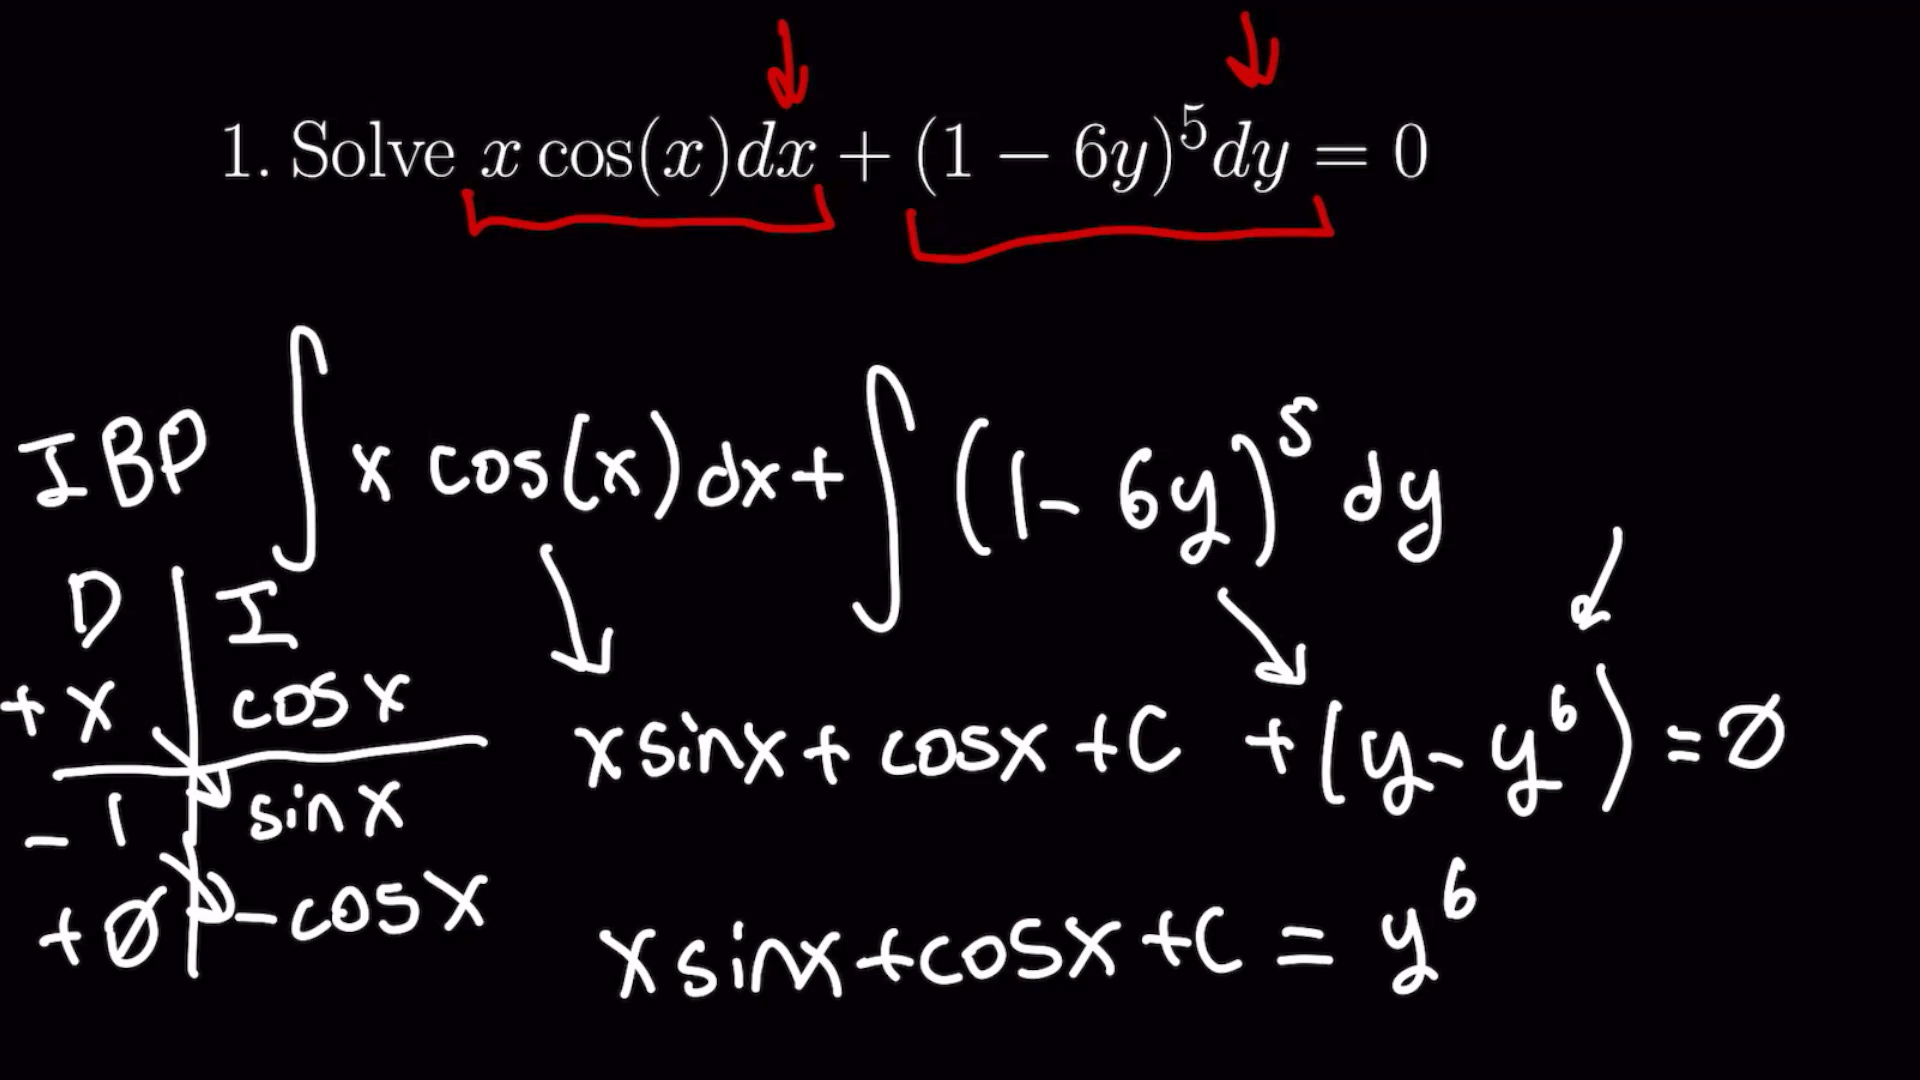 1. Solve x cos(x)dx + (1 − 6y)^5 dy = 0
IBP ∫ x cos(x) dx + ∫ (1 - 6y)^5 dy
D | I
+ x | cos x
- 1 | sin x
+ 0 | - cos x
x sin x + cos x + C + (y - y^6) = 0
x sin x + cos x + C = y^6